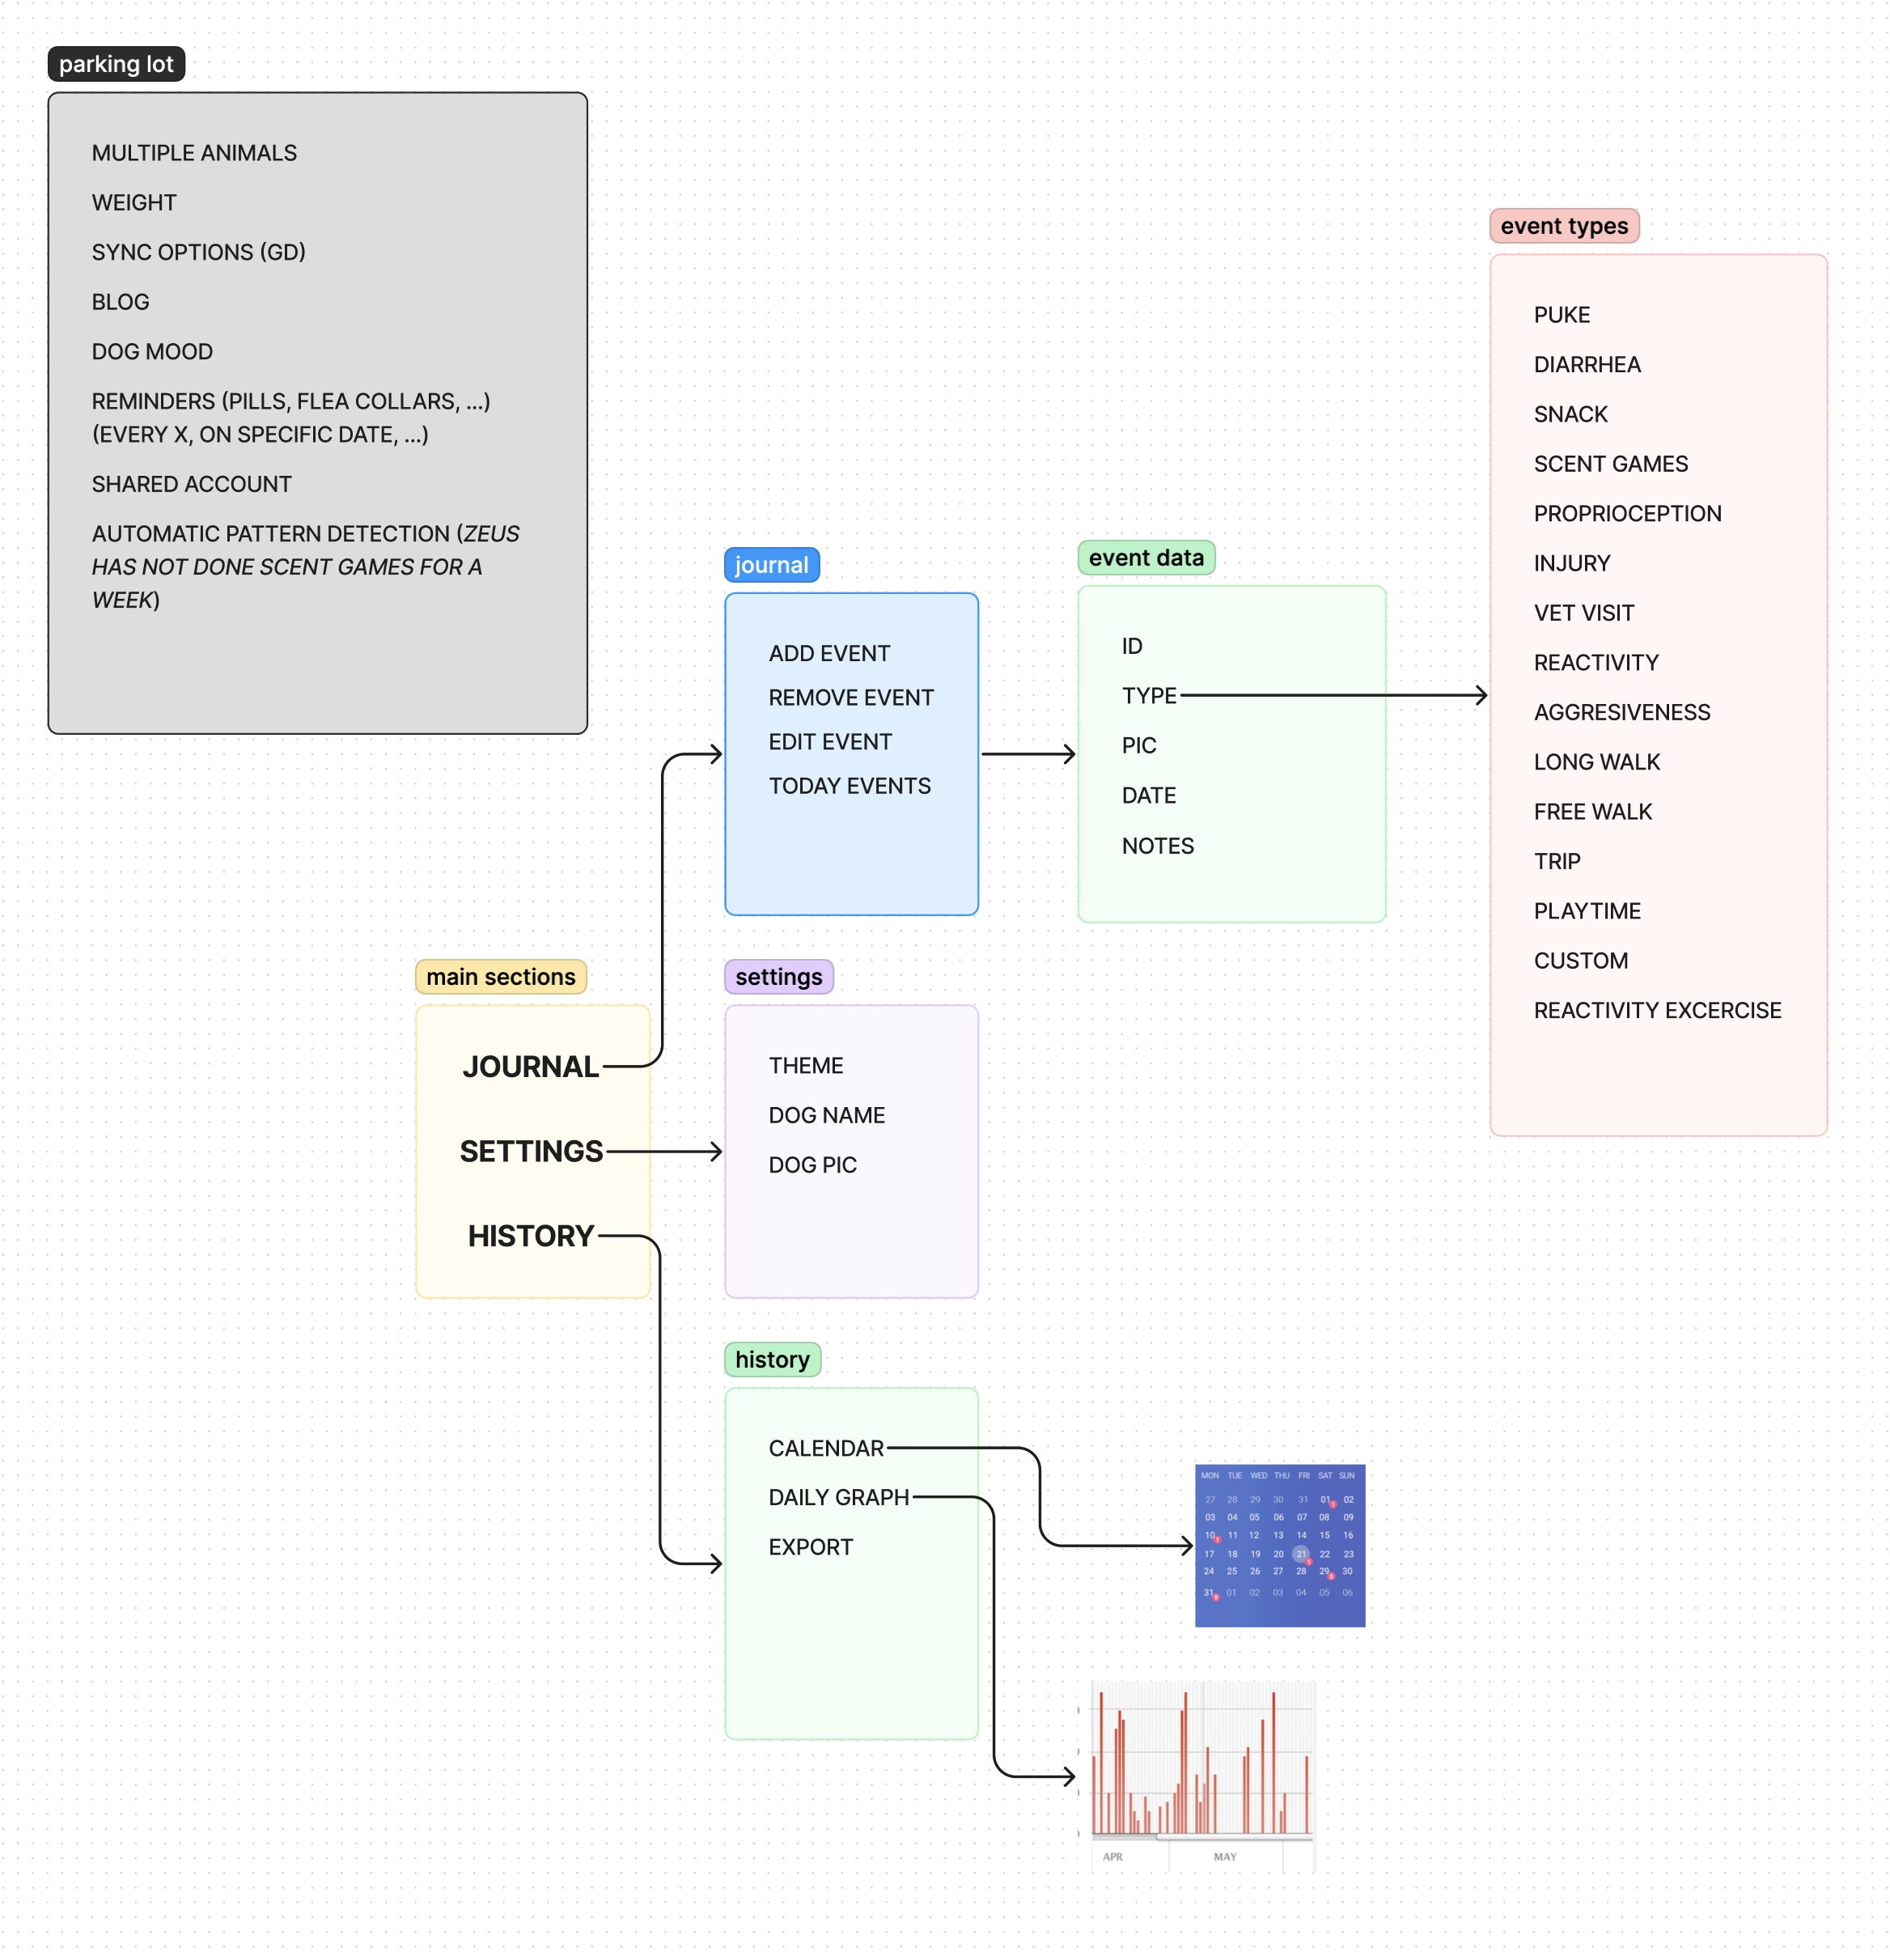 parking lot
MULTIPLE ANIMALS
WEIGHT
SYNC OPTIONS (GD)
BLOG
DOG MOOD
REMINDERS (PILLS, FLEA COLLARS, ...)
(EVERY X, ON SPECIFIC DATE, ...)
SHARED ACCOUNT
AUTOMATIC PATTERN DETECTION (ZEUS
HAS NOT DONE SCENT GAMES FOR A
WEEK)
main sections
JOURNAL
SETTINGS
HISTORY
journal
ADD EVENT
REMOVE EVENT
EDIT EVENT
TODAY EVENTS
event data
ID
TYPE
PIC
DATE
NOTES
event types
PUKE
DIARRHEA
SNACK
SCENT GAMES
PROPRIOCEPTION
INJURY
VET VISIT
REACTIVITY
AGGRESIVENESS
LONG WALK
FREE WALK
TRIP
PLAYTIME
CUSTOM
REACTIVITY EXCERCISE
settings
THEME
DOG NAME
DOG PIC
history
CALENDAR
DAILY GRAPH
EXPORT
MON TUE WED THU FRI SAT SUN
27 28 29 30 31 01 02
03 04 05 06 07 08 09
10 11 12 13 14 15 16
17 18 19 20 21 22 23
24 25 26 27 28 29 30
31 01 02 03 04 05 06
APR MAY